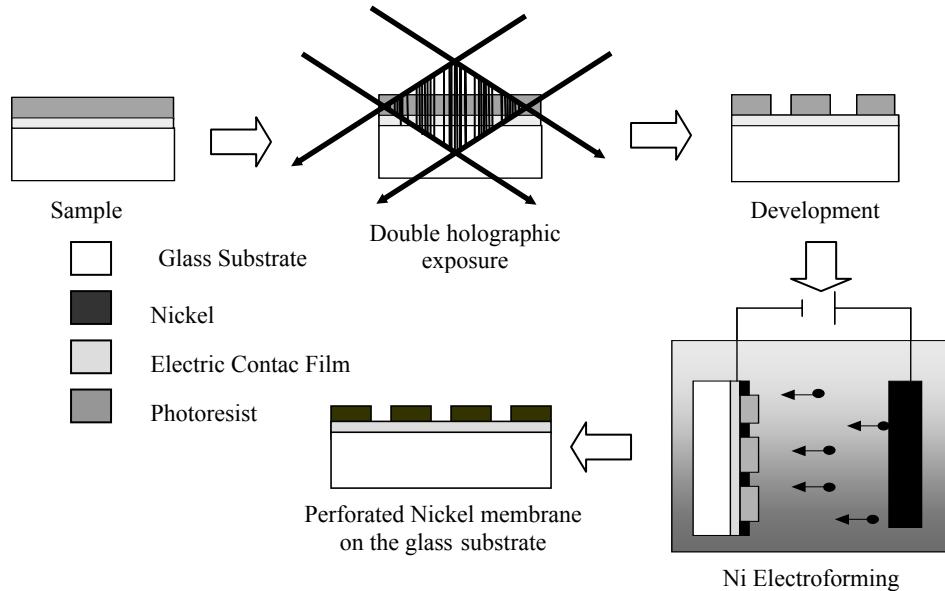 Sample
Double holographic
exposure
Development
Glass Substrate
Nickel
Electric Contac Film
Photoresist
Perforated Nickel membrane
on the glass substrate
Ni Electroforming